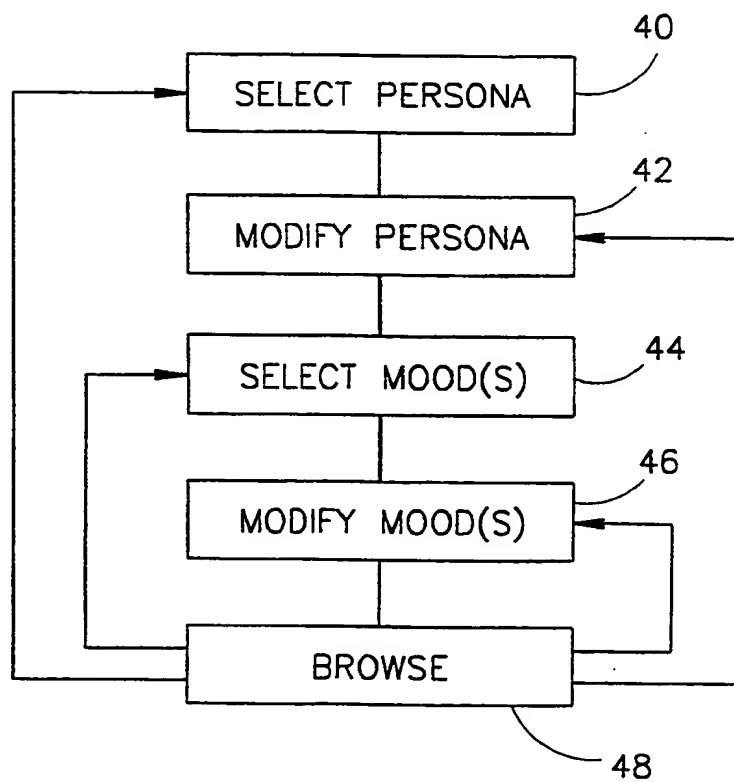 40
SELECT PERSONA
42
MODIFY PERSONA
44
SELECT MOOD(S)
46
MODIFY MOOD(S)
BROWSE
48